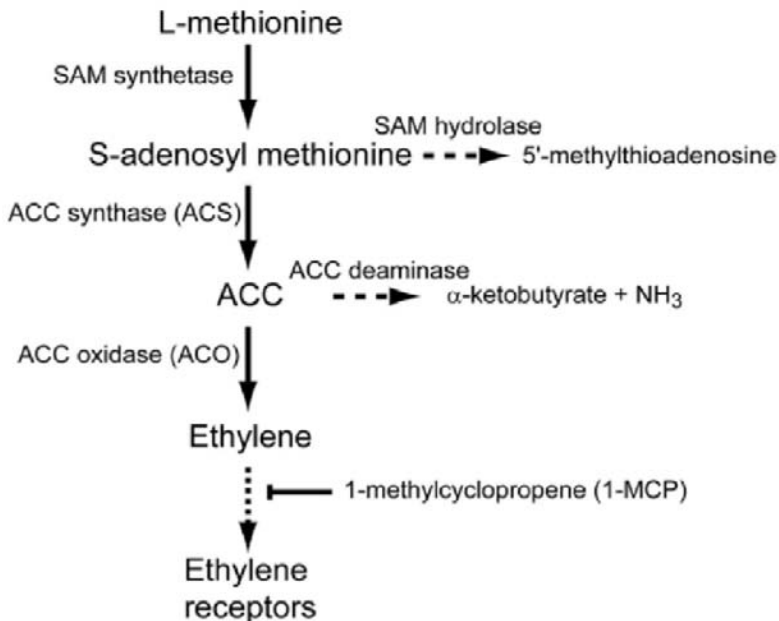 L-methionine
SAM synthetase
SAM hydrolase
S-adenosyl methionine
5'-methylthioadenosine
ACC synthase (ACS)
ACC deaminase
ACC
α-ketobutyrate + NH₃
ACC oxidase (ACO)
Ethylene
1-methylcyclopropene (1-MCP)
Ethylene
receptors